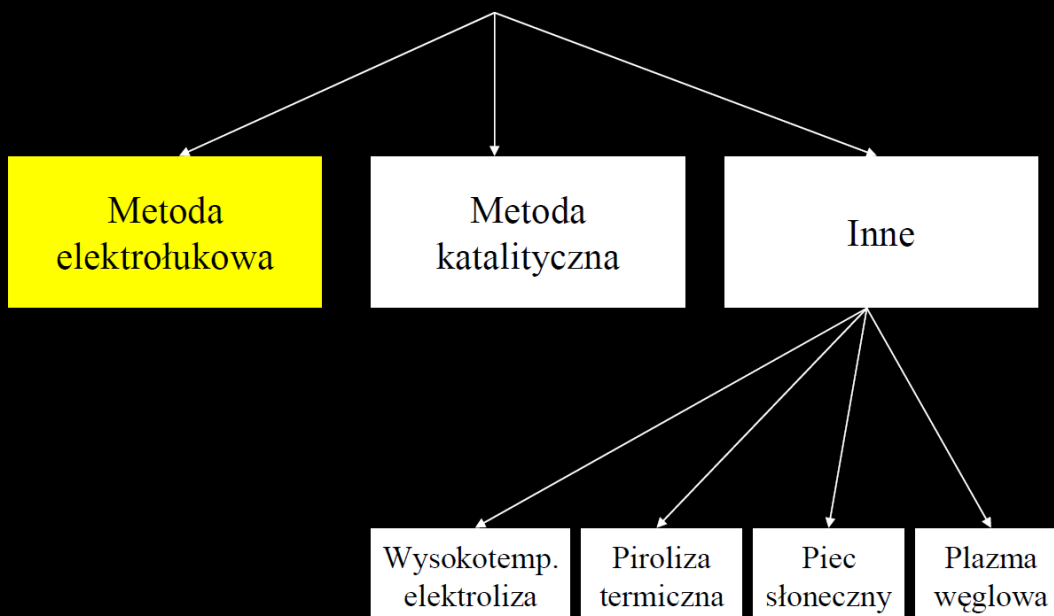 Metoda
elektrołukowa
Metoda
katalityczna
Inne
Wysokotemp.
elektroliza
Piroliza
termiczna
Piec
słoneczny
Plazma
węglowa